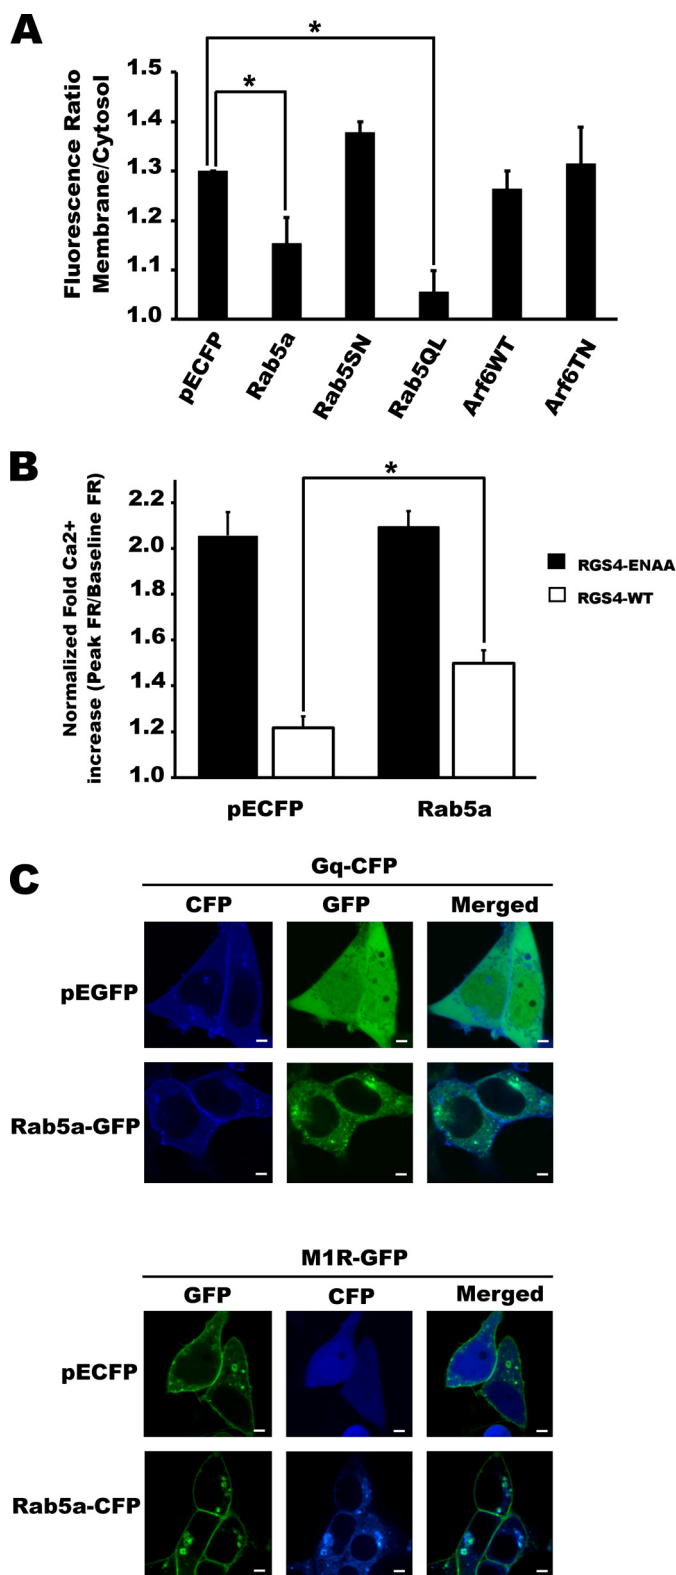 A
*
*
Fluorescence Ratio
Membrane/Cytosol
1.5
1.4
1.3
1.2
1.1
1.0
pECFP
Rab5a
Rab5SN
Rab5QL
Arf6WT
Arf6TN
B
*
Normalized Fold Ca2+
increase (Peak FR/Baseline FR)
2.2
2.0
1.8
1.6
1.4
1.2
1.0
RGS4-ENAA
RGS4-WT
pECFP
Rab5a
C
Gq-CFP
CFP GFP Merged
pEGFP
Rab5a-GFP
M1R-GFP
GFP CFP Merged
pECFP
Rab5a-CFP